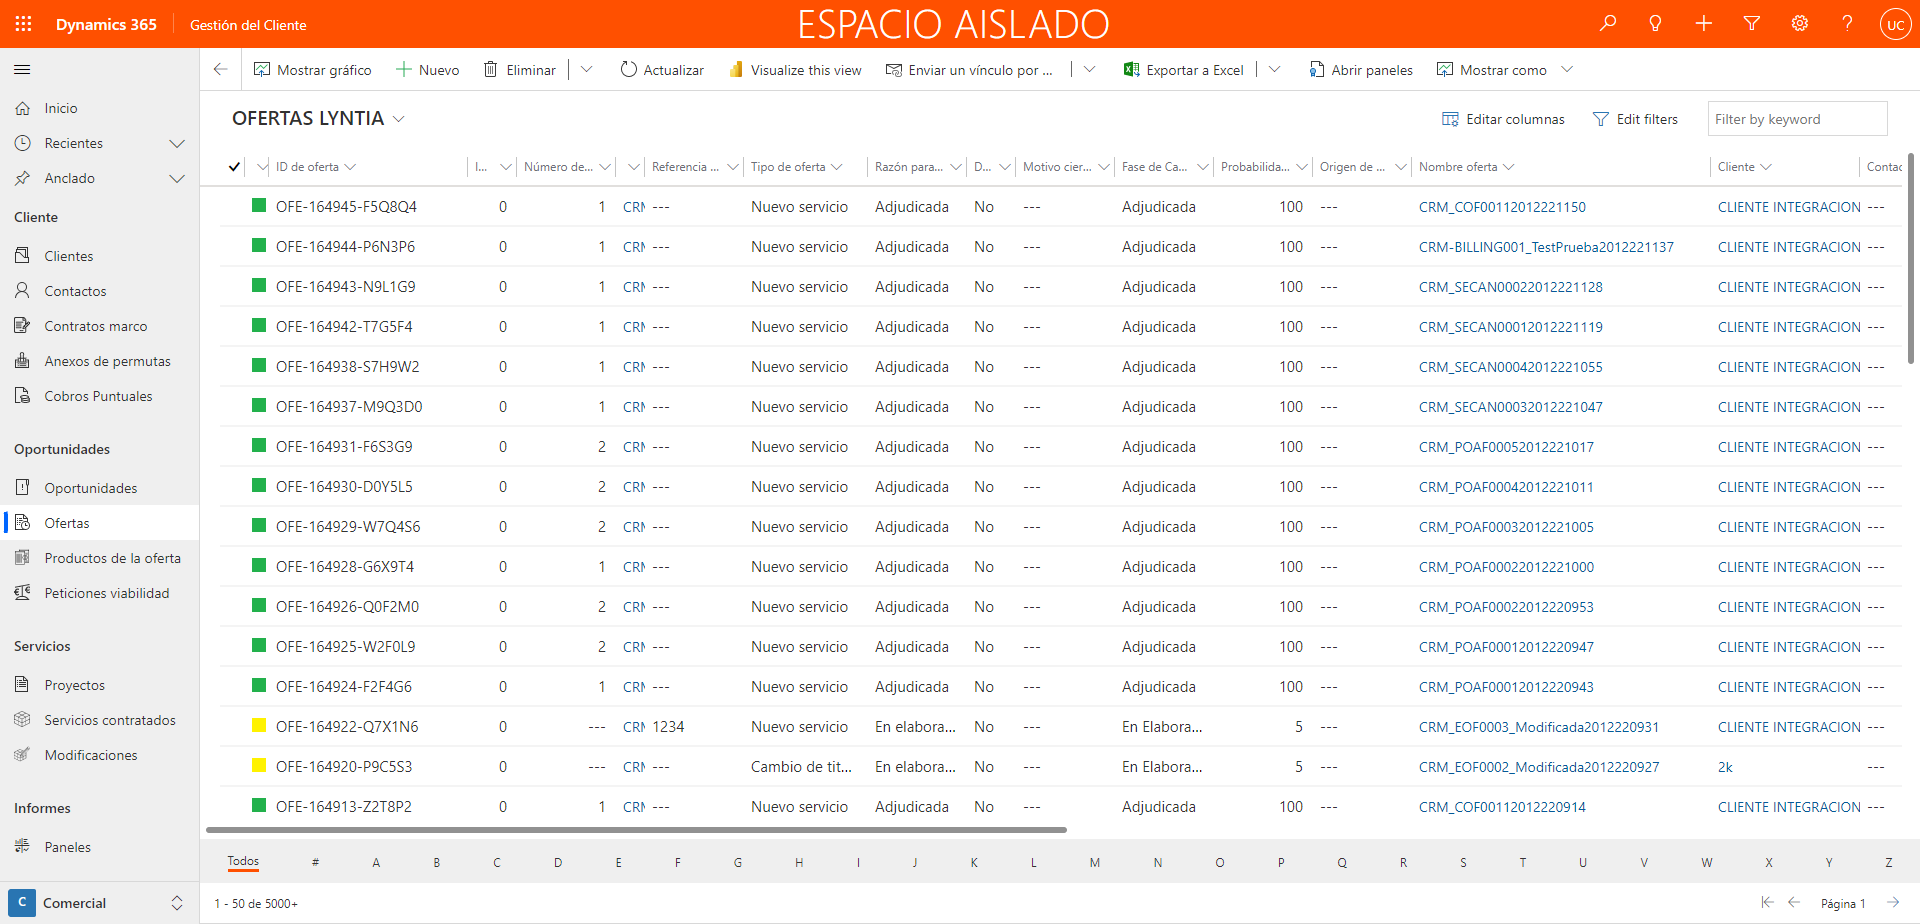 Dynamics 365 Gestión del Cliente ESPACIO AISLADO UC
Mostrar gráfico Nuevo Eliminar Actualizar Visualize this view Enviar un vínculo por ... Exportar a Excel Abrir paneles Mostrar como
Inicio
Recientes
Anclado
Cliente
Clientes
Contactos
Contratos marco
Anexos de permutas
Cobros Puntuales
Oportunidades
Oportunidades
Ofertas
Productos de la oferta
Peticiones viabilidad
Servicios
Proyectos
Servicios contratados
Modificaciones
Informes
Paneles
C Comercial
OFERTAS LYNTIA Editar columnas Edit filters Filter by keyword
ID de oferta I... Número de... Referencia ... Tipo de oferta Razón para... D... Motivo cier... Fase de Ca... Probabilida... Origen de ... Nombre oferta Cliente Contac
OFE-164945-F5Q8Q4 0 1 CRM --- Nuevo servicio Adjudicada No --- Adjudicada 100 --- CRM_COF00112012221150 CLIENTE INTEGRACION ---
OFE-164944-P6N3P6 0 1 CRM --- Nuevo servicio Adjudicada No --- Adjudicada 100 --- CRM-BILLING001_TestPrueba2012221137 CLIENTE INTEGRACION ---
OFE-164943-N9L1G9 0 1 CRM --- Nuevo servicio Adjudicada No --- Adjudicada 100 --- CRM_SECAN00022012221128 CLIENTE INTEGRACION ---
OFE-164942-T7G5F4 0 1 CRM --- Nuevo servicio Adjudicada No --- Adjudicada 100 --- CRM_SECAN00012012221119 CLIENTE INTEGRACION ---
OFE-164938-S7H9W2 0 1 CRM --- Nuevo servicio Adjudicada No --- Adjudicada 100 --- CRM_SECAN00042012221055 CLIENTE INTEGRACION ---
OFE-164937-M9Q3D0 0 1 CRM --- Nuevo servicio Adjudicada No --- Adjudicada 100 --- CRM_SECAN00032012221047 CLIENTE INTEGRACION ---
OFE-164931-F6S3G9 0 2 CRM --- Nuevo servicio Adjudicada No --- Adjudicada 100 --- CRM_POAF00052012221017 CLIENTE INTEGRACION ---
OFE-164930-D0Y5L5 0 2 CRM --- Nuevo servicio Adjudicada No --- Adjudicada 100 --- CRM_POAF00042012221011 CLIENTE INTEGRACION ---
OFE-164929-W7Q4S6 0 2 CRM --- Nuevo servicio Adjudicada No --- Adjudicada 100 --- CRM_POAF00032012221005 CLIENTE INTEGRACION ---
OFE-164928-G6X9T4 0 1 CRM --- Nuevo servicio Adjudicada No --- Adjudicada 100 --- CRM_POAF00022012221000 CLIENTE INTEGRACION ---
OFE-164926-Q0F2M0 0 2 CRM --- Nuevo servicio Adjudicada No --- Adjudicada 100 --- CRM_POAF00022012220953 CLIENTE INTEGRACION ---
OFE-164925-W2F0L9 0 2 CRM --- Nuevo servicio Adjudicada No --- Adjudicada 100 --- CRM_POAF00012012220947 CLIENTE INTEGRACION ---
OFE-164924-F2F4G6 0 1 CRM --- Nuevo servicio Adjudicada No --- Adjudicada 100 --- CRM_POAF00012012220943 CLIENTE INTEGRACION ---
OFE-164922-Q7X1N6 0 --- CRM 1234 Nuevo servicio En elabora... No --- En Elabora... 5 --- CRM_EOF0003_Modificada2012220931 CLIENTE INTEGRACION ---
OFE-164920-P9C5S3 0 --- CRM --- Cambio de tit... En elabora... No --- En Elabora... 5 --- CRM_EOF0002_Modificada2012220927 2k ---
OFE-164913-Z2T8P2 0 1 CRM --- Nuevo servicio Adjudicada No --- Adjudicada 100 --- CRM_COF00112012220914 CLIENTE INTEGRACION ---
Todos # A B C D E F G H I J K L M N O P Q R S T U V W X Y Z
1 - 50 de 5000+ Página 1